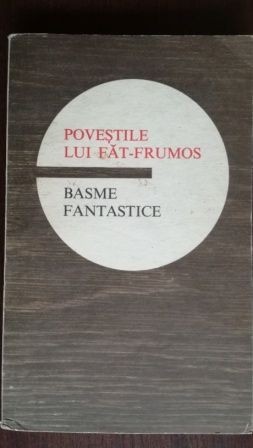 POVEȘTILE
LUI FĂT-FRUMOS
BASME
FANTASTICE